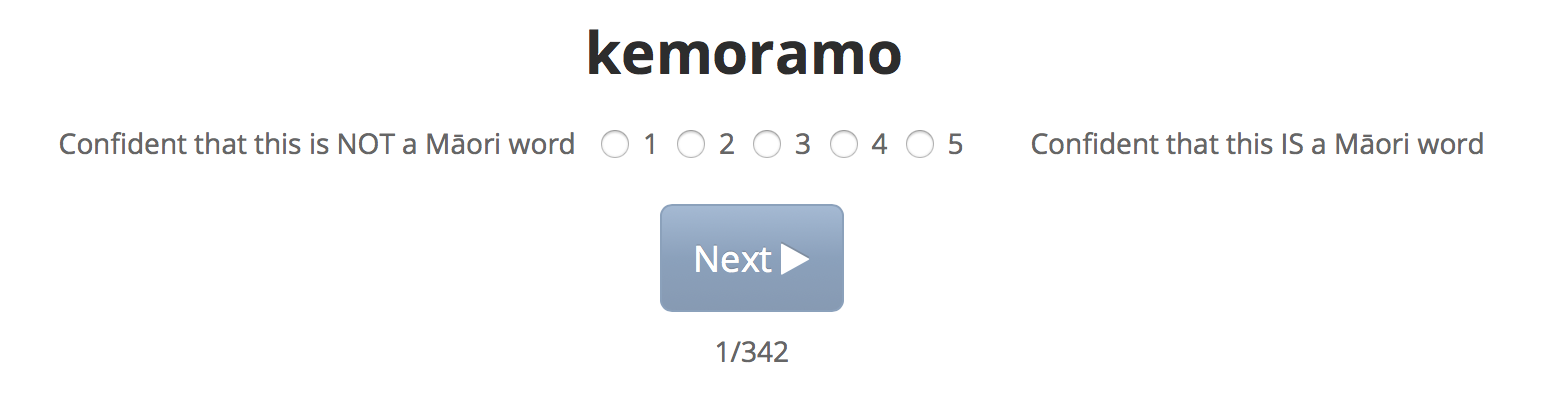 kemoramo
Confident that this is NOT a Māori word 1 2 3 4 5 Confident that this IS a Māori word
Next
1/342